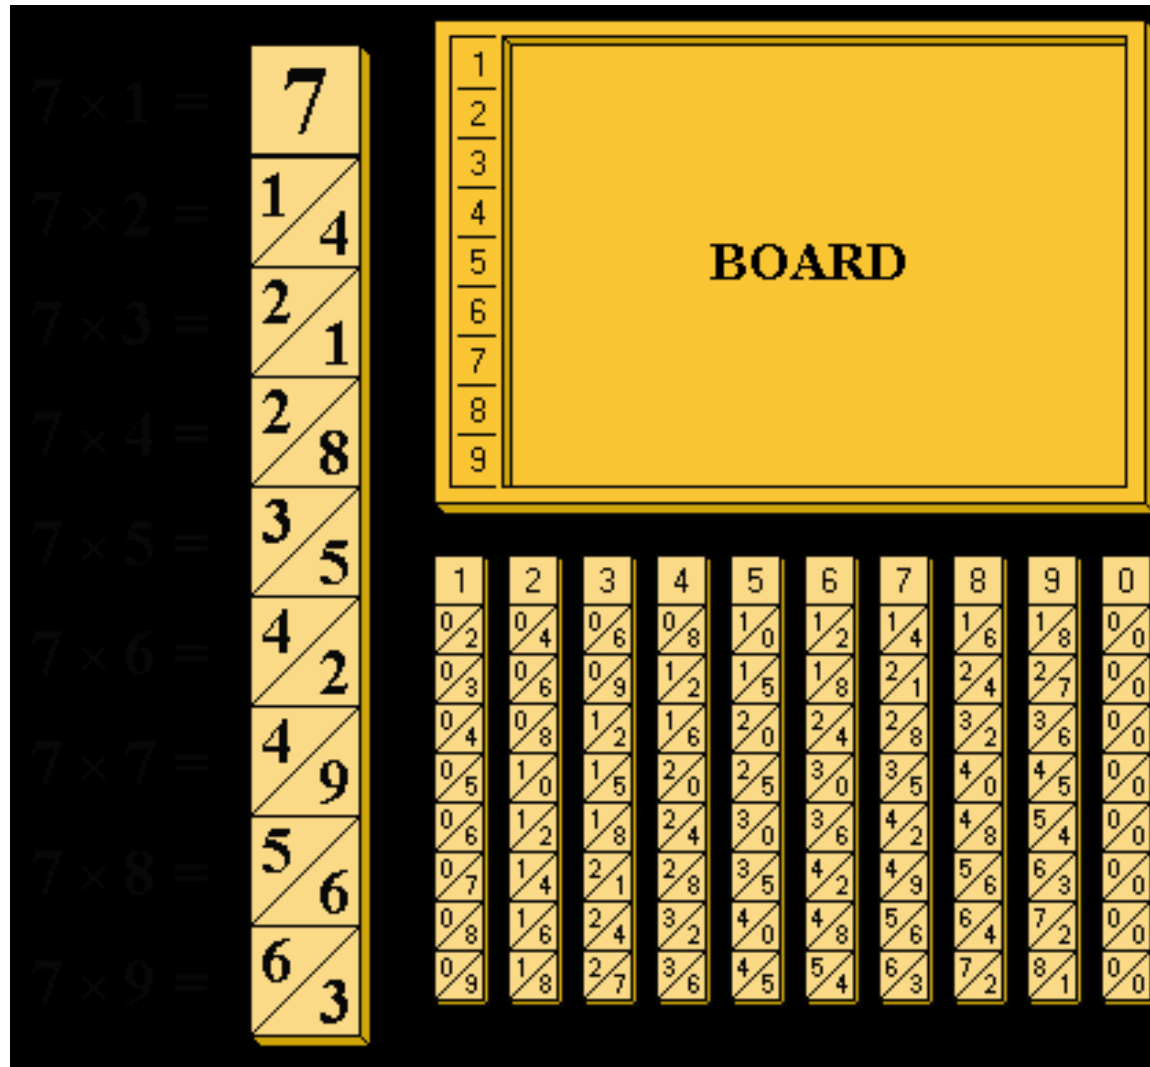 7 × 1 = 7
7 × 2 = 1/4
7 × 3 = 2/1
7 × 4 = 2/8
7 × 5 = 3/5
7 × 6 = 4/2
7 × 7 = 4/9
7 × 8 = 5/6
7 × 9 = 6/3
1
2
3
4
5
6
7
8
9
BOARD
1 2 3 4 5 6 7 8 9 0
0/2 0/4 0/6 0/8 1/0 1/2 1/4 1/6 1/8 0/0
0/3 0/6 0/9 1/2 1/5 1/8 2/1 2/4 2/7 0/0
0/4 0/8 1/2 1/6 2/0 2/4 2/8 3/2 3/6 0/0
0/5 1/0 1/5 2/0 2/5 3/0 3/5 4/0 4/5 0/0
0/6 1/2 1/8 2/4 3/0 3/6 4/2 4/8 5/4 0/0
0/7 1/4 2/1 2/8 3/5 4/2 4/9 5/6 6/3 0/0
0/8 1/6 2/4 3/2 4/0 4/8 5/6 6/4 7/2 0/0
0/9 1/8 2/7 3/6 4/5 5/4 6/3 7/2 8/1 0/0